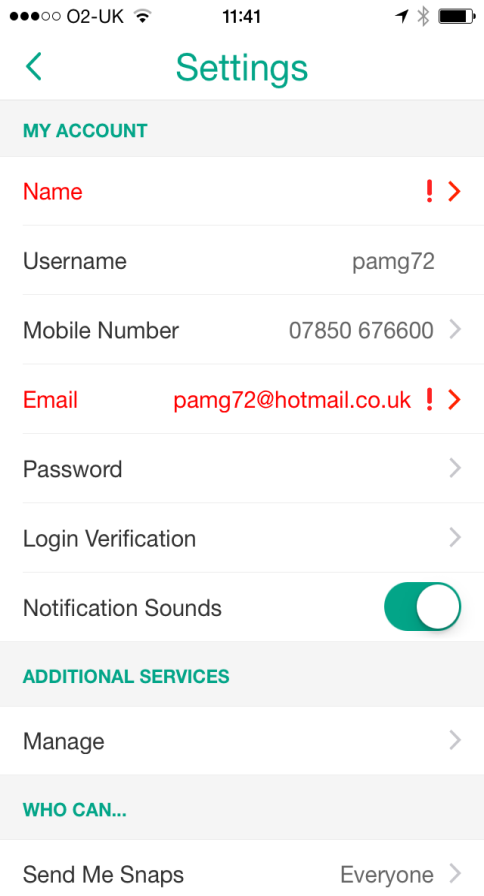 O2-UK 11:41
Settings
MY ACCOUNT
Name !
Username pamg72
Mobile Number 07850 676600
Email pamg72@hotmail.co.uk !
Password
Login Verification
Notification Sounds
ADDITIONAL SERVICES
Manage
WHO CAN...
Send Me Snaps Everyone